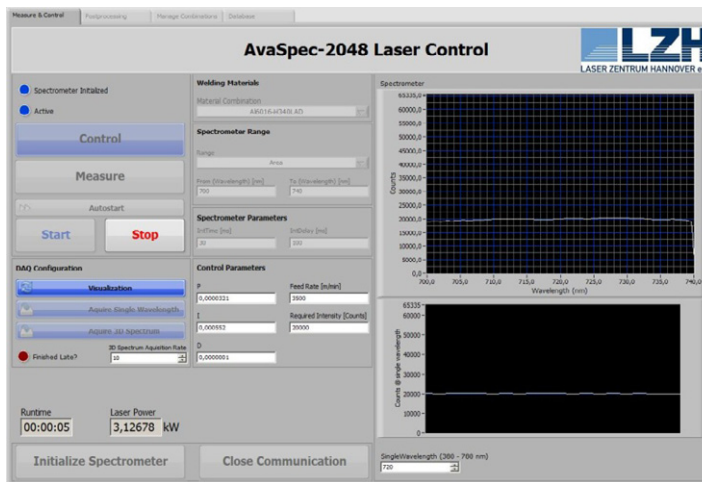 Measure & Control
Postprocessing
Manage Combinations
Database
AvaSpec-2048 Laser Control
LZH
LASER ZENTRUM HANNOVER e
Spectrometer Initialized
Active
Control
Measure
Autostart
Start
Stop
DAQ Configuration
Visualization
Aquire Single Wavelength
Aquire 3D Spectrum
Finished Late?
3D Spectrum Aquisition Rate
10
Runtime
00:00:05
Laser Power
3,12678 kW
Initialize Spectrometer
Close Communication
Welding Materials
Material Combination
Spectrometer Range
Range
Area
From (Wavelength) [nm]
700
To (Wavelength) [nm]
740
Spectrometer Parameters
IntTime [ms]
IntDelay [ms]
Control Parameters
P
0,0000321
I
0,000552
D
0,0000001
Feed Rate [m/min]
3500
Required Intensity [Counts]
20000
Spectrometer
Counts
65335,0
60000,0
55000,0
50000,0
45000,0
40000,0
35000,0
30000,0
25000,0
20000,0
15000,0
10000,0
5000,0
0,0
700,0 705,0 710,0 715,0 720,0 725,0 730,0 735,0 740,0
Wavelength (nm)
Counts @ single wavelength
65335
60000
50000
40000
30000
20000
10000
0
SingleWavelength (300 - 700 nm)
720